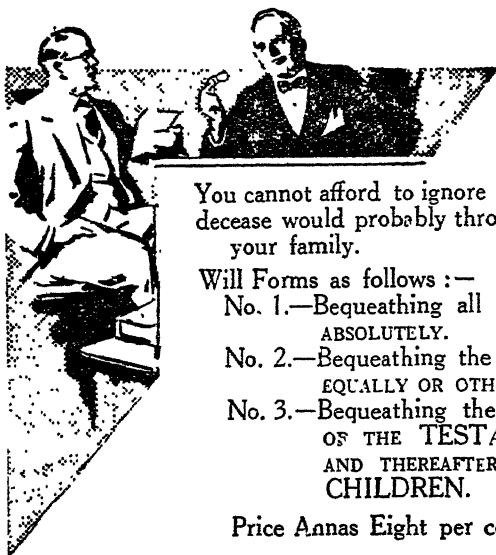 You cannot afford to ignore
decease would probably thro
your family.
Will Forms as follows :—
No. 1.—Bequeathing all
ABSOLUTELY.
No. 2.—Bequeathing the
EQUALLY OR OTH
No. 3.—Bequeathing the
OF THE TESTA
AND THEREAFTER
CHILDREN.
Price Annas Eight per c